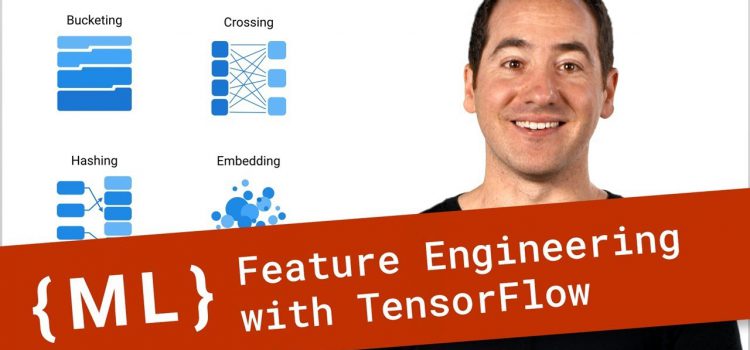 Bucketing
Crossing
Hashing
Embedding
{ML}
Feature Engineering
with TensorFlow